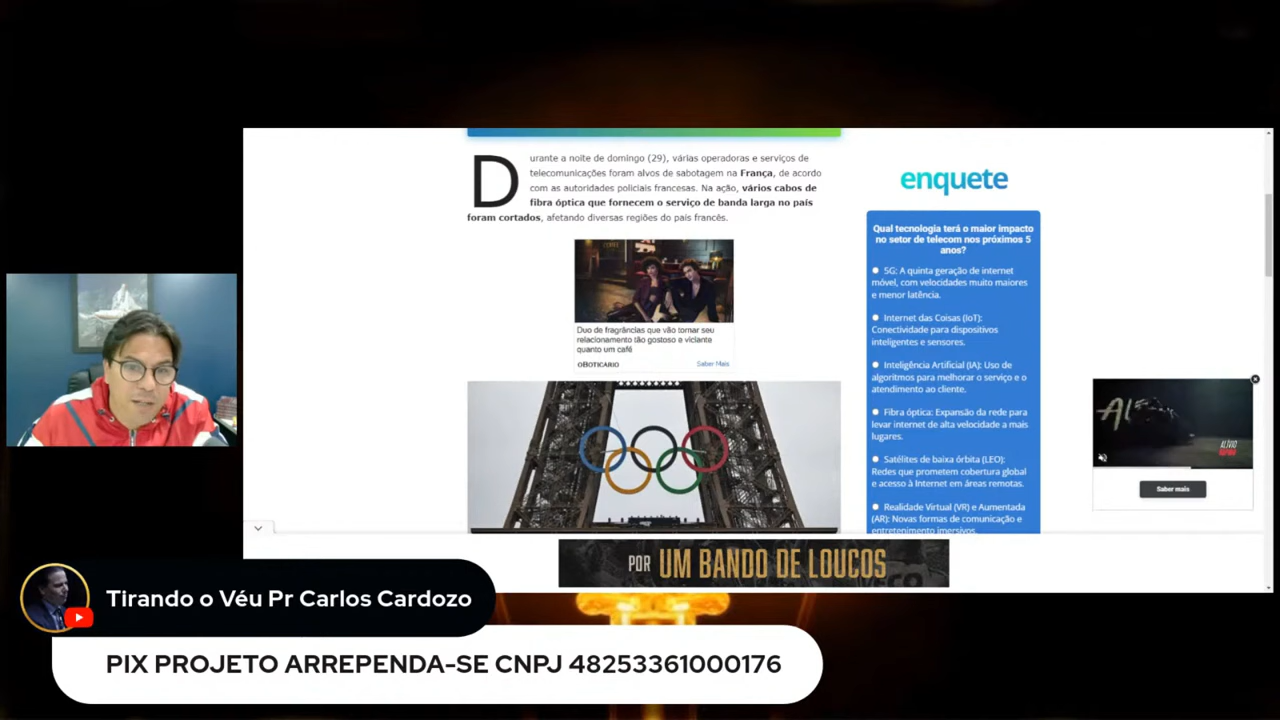 Durante a noite de domingo (29), várias operadoras e serviços de
telecomunicações foram alvos de sabotagem na França, de acordo
com as autoridades policiais francesas. Na ação, vários cabos de
fibra óptica que fornecem o serviço de banda larga no país
foram cortados, afetando diversas regiões do país francês.
Duo de fragrâncias que vão tornar seu
relacionamento tão gostoso e viciante
quanto um café
OBOTICÁRIO
Saber Mais
enquete
Qual tecnologia terá o maior impacto
no setor de telecom nos próximos 5
anos?
5G: A quinta geração de internet
móvel, com velocidades muito maiores
e menor latência.
Internet das Coisas (IoT):
Conectividade para dispositivos
inteligentes e sensores.
Inteligência Artificial (IA): Uso de
algoritmos para melhorar o serviço e o
atendimento ao cliente.
Fibra óptica: Expansão da rede para
levar internet de alta velocidade a mais
lugares.
Satélites de baixa órbita (LEO):
Redes que prometem cobertura global
e acesso à Internet em áreas remotas.
Realidade Virtual (VR) e Aumentada
(AR): Novas formas de comunicação e
entretenimento imersivos.
Saber mais
POR UM BANDO DE LOUCOS
Tirando o Véu Pr Carlos Cardozo
PIX PROJETO ARREPENDA-SE CNPJ 48253361000176